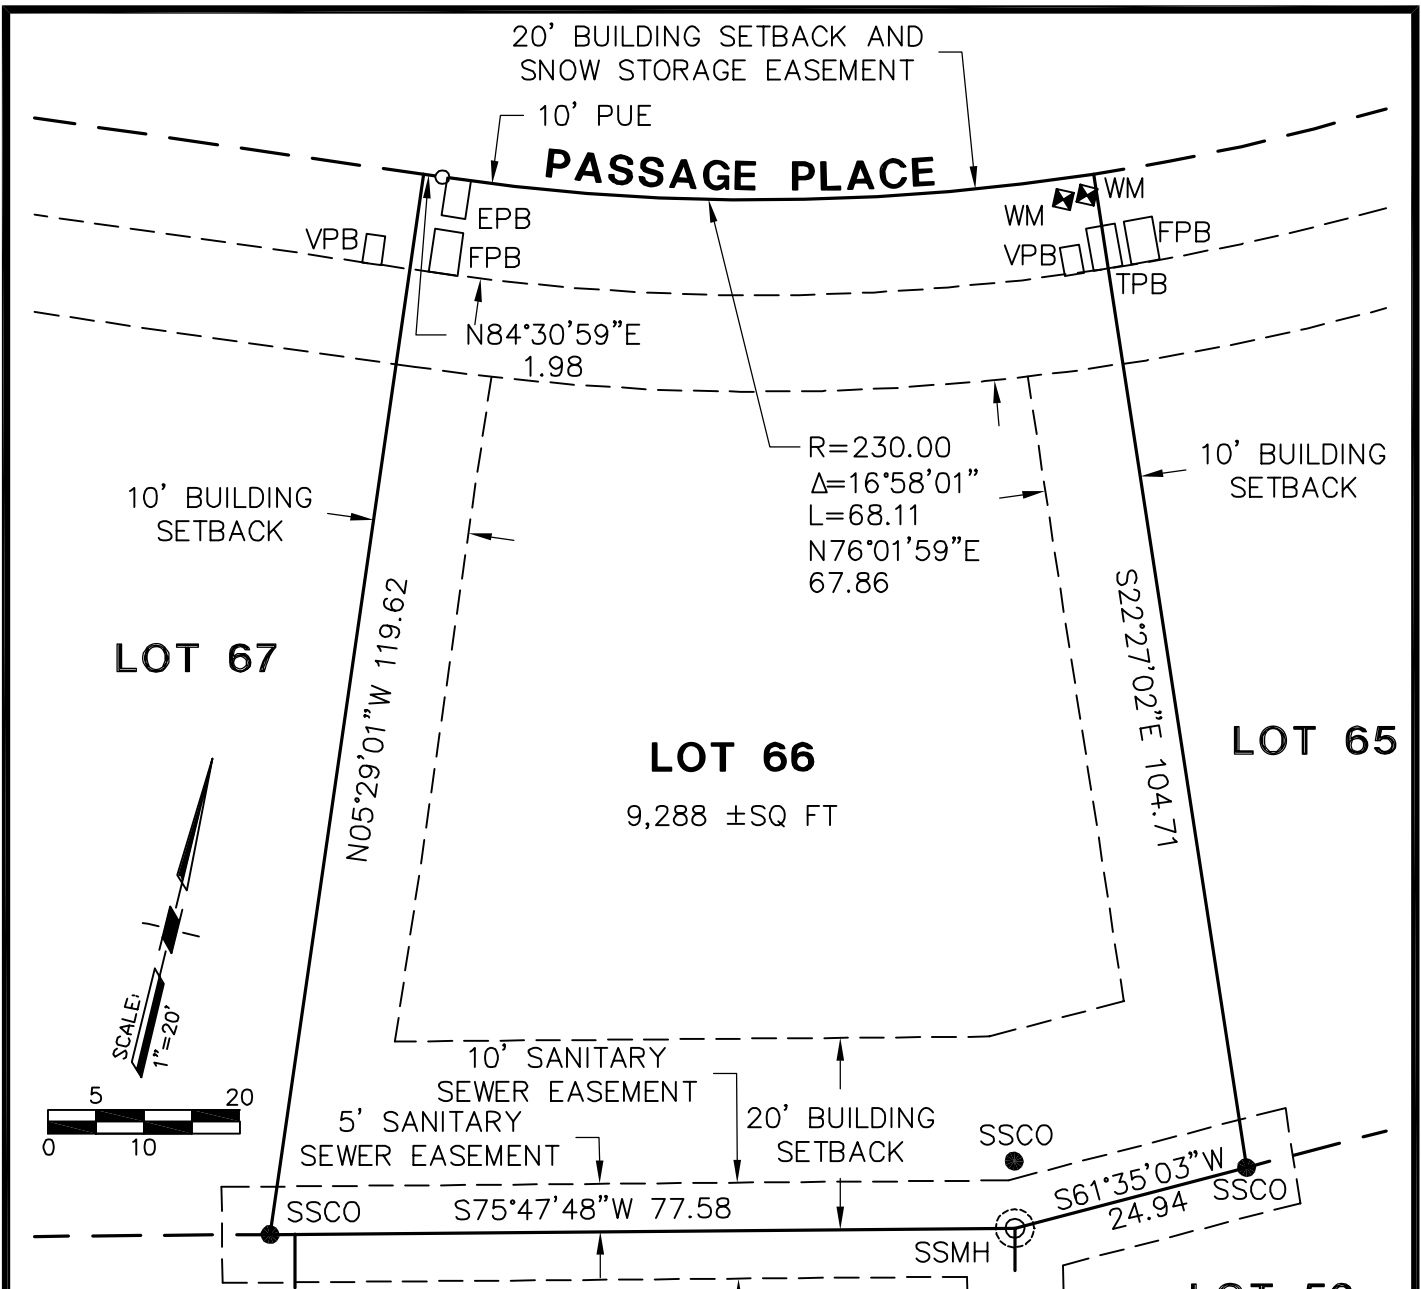 20' BUILDING SETBACK AND
SNOW STORAGE EASEMENT
10' PUE
PASSAGE PLACE
WM
WM
EPB
VPB
FPB
FPB
VPB
TPB
N84°30'59"E
1.98
R=230.00
Δ=16°58'01"
L=68.11
N76°01'59"E
67.86
10' BUILDING
SETBACK
10' BUILDING
SETBACK
N05°29'01"W 119.62
S22°27'02"E 104.71
LOT 67
LOT 66
9,288 ±SQ FT
LOT 65
SCALE:
1"=20'
5 20
0 10
10' SANITARY
SEWER EASEMENT
5' SANITARY
SEWER EASEMENT
20' BUILDING
SETBACK
SSCO
SSCO
S75°47'48"W 77.58
S61°35'03"W
24.94
SSCO
SSMH
LOT